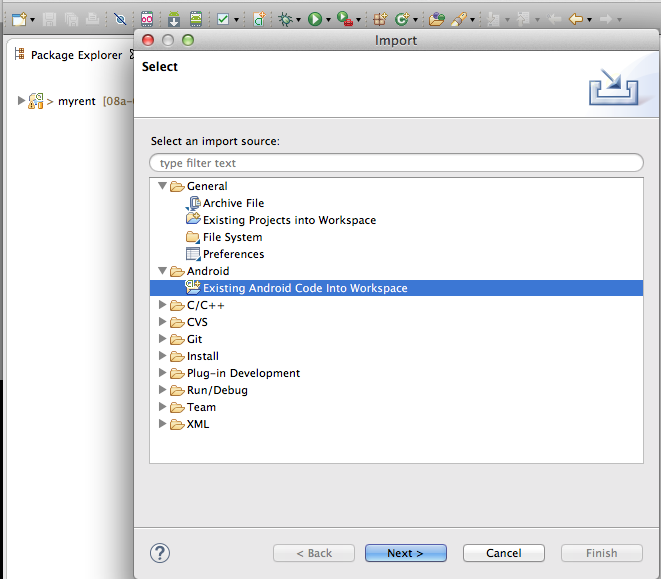 Import
Package Explorer
Select
> myrent [08a-
Select an import source:
type filter text
General
Archive File
Existing Projects into Workspace
File System
Preferences
Android
Existing Android Code Into Workspace
C/C++
CVS
Git
Install
Plug-in Development
Run/Debug
Team
XML
? < Back Next > Cancel Finish